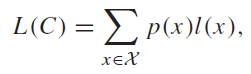 L(C) = ∑ p(x)l(x),
x∈𝒳